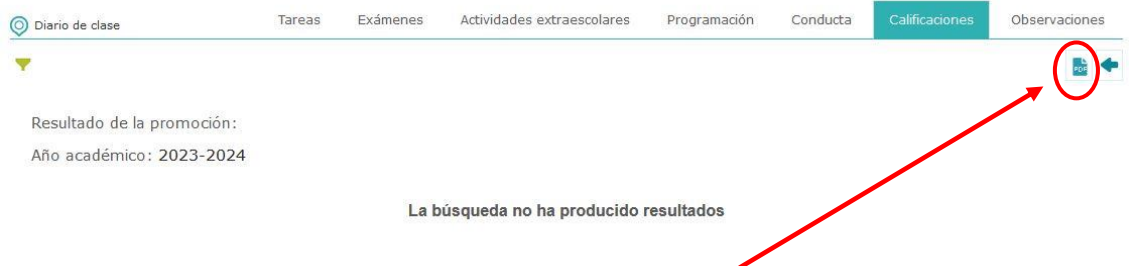 Diario de clase
Tareas Exámenes Actividades extraescolares Programación Conducta Calificaciones Observaciones
PDF
Resultado de la promoción:
Año académico: 2023-2024
La búsqueda no ha producido resultados